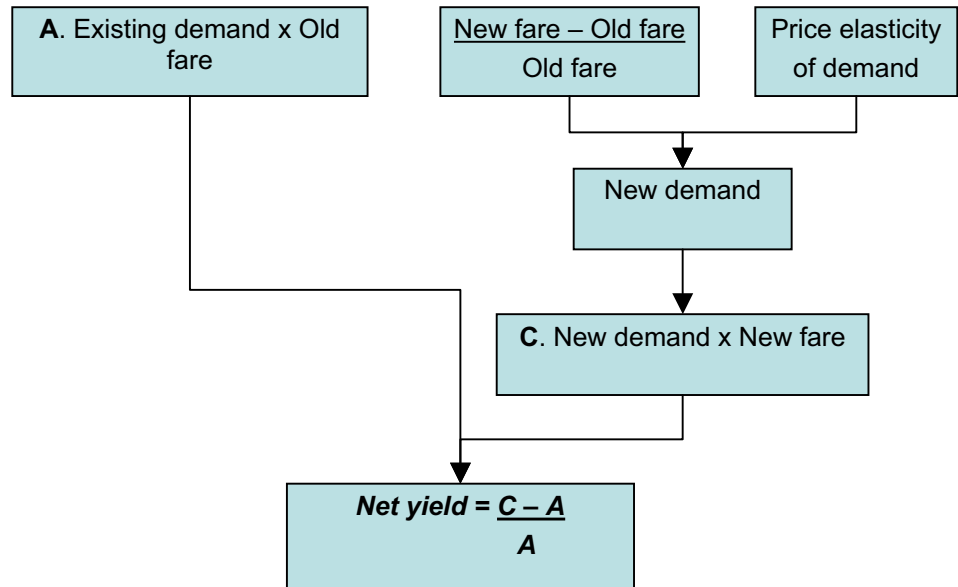 A. Existing demand x Old
fare
New fare – Old fare
Old fare
Price elasticity
of demand
New demand
C. New demand x New fare
Net yield = C – A
A